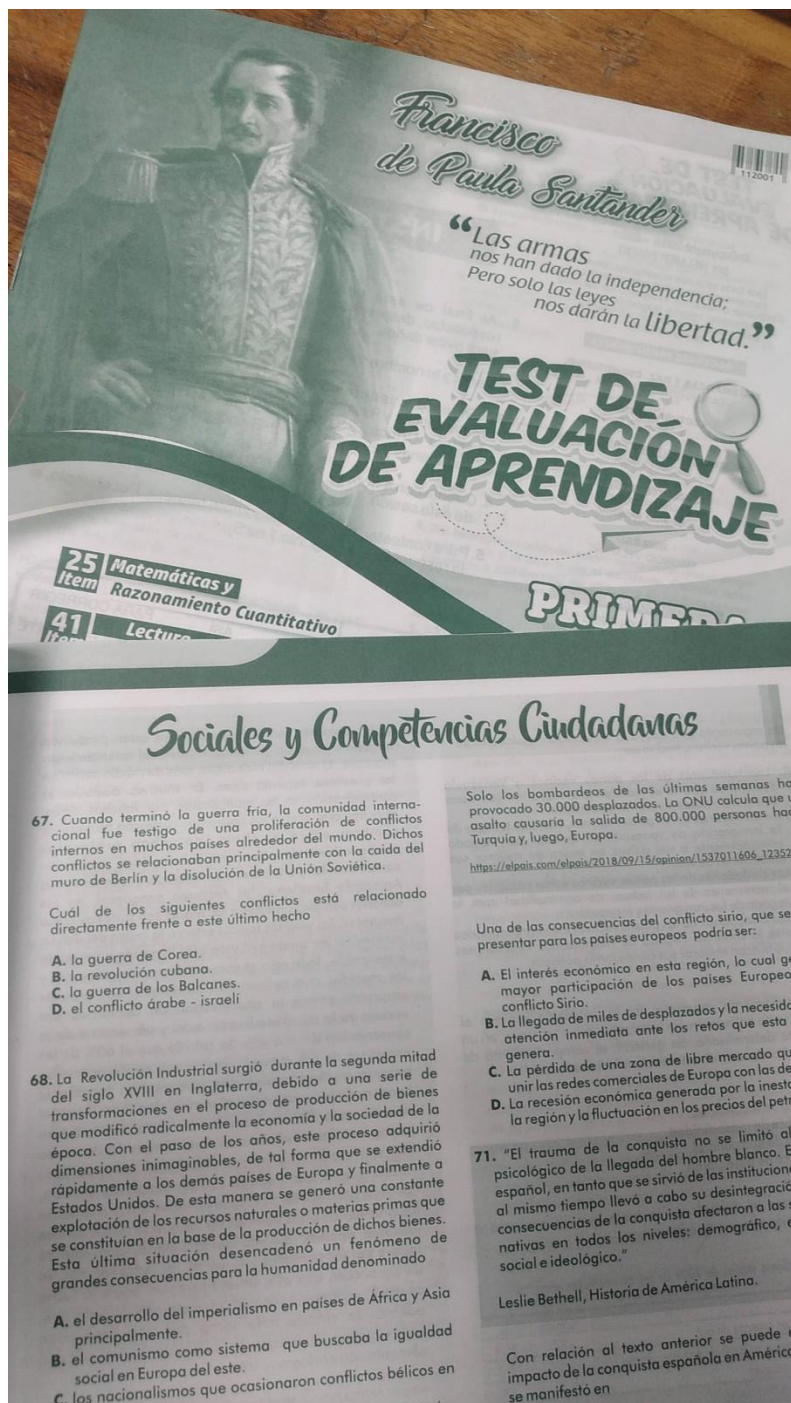 Francisco
de Paula Santander
112001
“Las armas
nos han dado la independencia;
Pero solo las leyes
nos darán la libertad.”
TEST DE
EVALUACIÓN
DE APRENDIZAJE
25 Item Matemáticas y
Razonamiento Cuantitativo
41
Sociales y Competencias Ciudadanas
67. Cuando terminó la guerra fría, la comunidad interna-
cional fue testigo de una proliferación de conflictos
internos en muchos países alrededor del mundo. Dichos
conflictos se relacionaban principalmente con la caida del
muro de Berlín y la disolución de la Unión Soviética.
Cuál de los siguientes conflictos está relacionado
directamente frente a este último hecho
A. la guerra de Corea.
B. la revolución cubana.
C. la guerra de los Balcanes.
D. el conflicto árabe - israelí
68. La Revolución Industrial surgió durante la segunda mitad
del siglo XVIII en Inglaterra, debido a una serie de
transformaciones en el proceso de producción de bienes
que modificó radicalmente la economía y la sociedad de la
época. Con el paso de los años, este proceso adquirió
dimensiones inimaginables, de tal forma que se extendió
rápidamente a los demás países de Europa y finalmente a
Estados Unidos. De esta manera se generó una constante
explotación de los recursos naturales o materias primas que
se constituían en la base de la producción de dichos bienes.
Esta última situación desencadenó un fenómeno de
grandes consecuencias para la humanidad denominado
A. el desarrollo del imperialismo en países de África y Asia
principalmente.
B. el comunismo como sistema que buscaba la igualdad
social en Europa del este.
C. los nacionalismos que ocasionaron conflictos bélicos en
Solo los bombardeos de las últimas semanas
provocado 30.000 desplazados. La ONU calcula que
asalto causaría la salida de 800.000 personas
Turquía y, luego, Europa.
https://elpais.com/elpais/2018/09/15/opinion/1537011606_12352
Una de las consecuencias del conflicto sirio, que se
presentar para los países europeos podría ser:
A. El interés económico en esta región, lo cual
mayor participación de los países
conflicto Sirio.
B. La llegada de miles de desplazados y la
atención inmediata ante los retos que esta
genera.
C. La pérdida de una zona de libre mercado
unir las redes comerciales de Europa con las
D. La recesión económica generada por la
la región y la fluctuación en los precios del
71. “El trauma de la conquista no se limitó
psicológico de la llegada del hombre blanco.
español, en tanto que se sirvió de las
al mismo tiempo llevó a cabo su
consecuencias de la conquista afectaron a las
nativas en todos los niveles: demográfico,
social e ideológico.”
Leslie Bethell, Historia de América Latina.
Con relación al texto anterior se puede
impacto de la conquista española en
se manifestó en